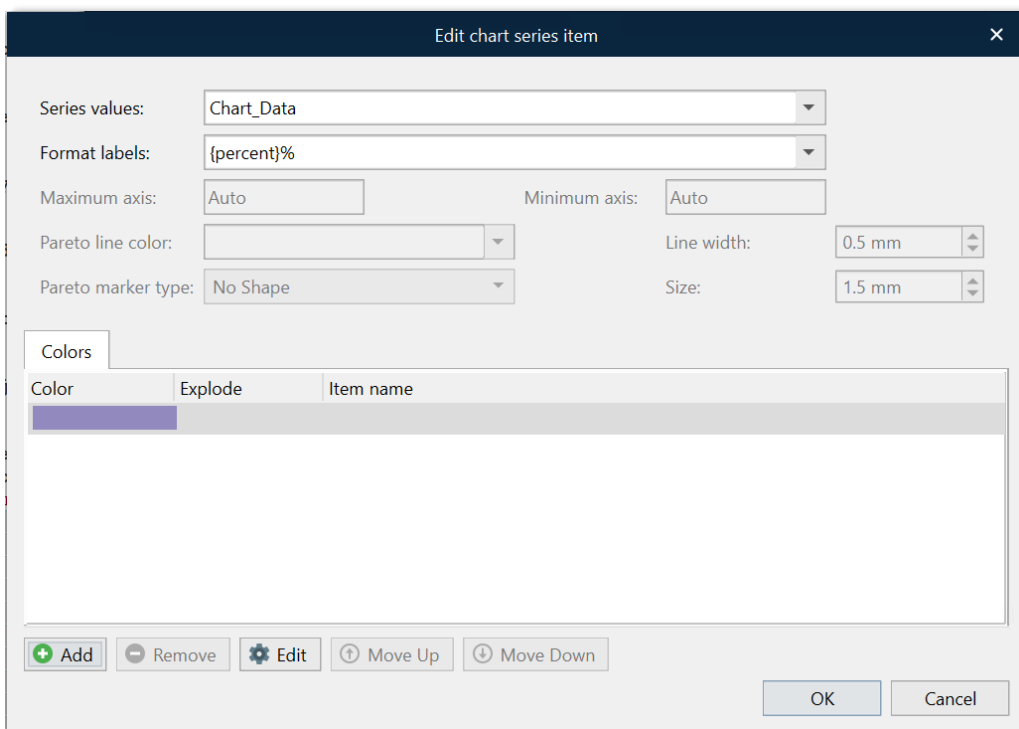 Edit chart series item
Series values: Chart_Data
Format labels: {percent}%
Maximum axis: Auto Minimum axis: Auto
Pareto line color: Line width: 0.5 mm
Pareto marker type: No Shape Size: 1.5 mm
Colors
Color Explode Item name
Add Remove Edit Move Up Move Down
OK Cancel